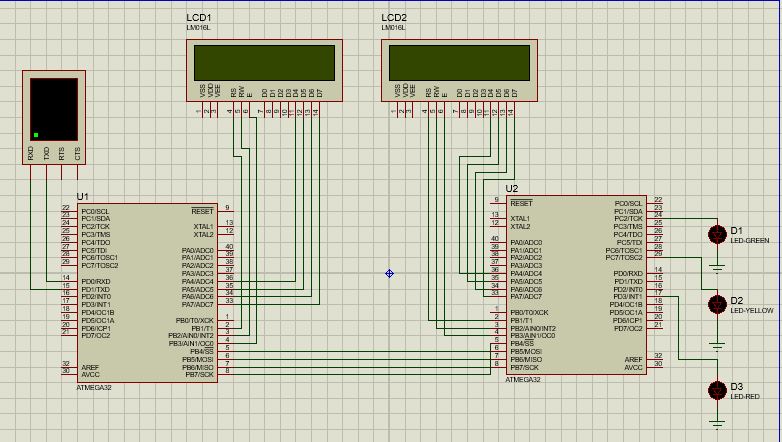 LCD1
LM016L
VSS VDD VEE RS RW E D0 D1 D2 D3 D4 D5 D6 D7
1 2 3 4 5 6 7 8 9 10 11 12 13 14
LCD2
LM016L
VSS VDD VEE RS RW E D0 D1 D2 D3 D4 D5 D6 D7
1 2 3 4 5 6 7 8 9 10 11 12 13 14
RXD TXD RTS CTS
U1
22 PC0/SCL RESET 9
23 PC1/SDA
24 PC2/TCK XTAL1 13
25 PC3/TMS XTAL2 12
26 PC4/TDO
27 PC5/TDI PA0/ADC0 40
28 PC6/TOSC1 PA1/ADC1 39
29 PC7/TOSC2 PA2/ADC2 38
PA3/ADC3 37
14 PD0/RXD PA4/ADC4 36
15 PD1/TXD PA5/ADC5 35
16 PD2/INT0 PA6/ADC6 34
17 PD3/INT1 PA7/ADC7 33
18 PD4/OC1B
19 PD5/OC1A PB0/T0/XCK 1
20 PD6/ICP1 PB1/T1 2
21 PD7/OC2 PB2/AIN0/INT2 3
PB3/AIN1/OC0 4
PB4/SS 5
PB5/MOSI 6
32 AREF PB6/MISO 7
30 AVCC PB7/SCK 8
ATMEGA32
U2
9 RESET PC0/SCL 22
PC1/SDA 23
13 XTAL1 PC2/TCK 24
12 XTAL2 PC3/TMS 25
PC4/TDO 26
40 PA0/ADC0 PC5/TDI 27
39 PA1/ADC1 PC6/TOSC1 28
38 PA2/ADC2 PC7/TOSC2 29
37 PA3/ADC3
36 PA4/ADC4 PD0/RXD 14
35 PA5/ADC5 PD1/TXD 15
34 PA6/ADC6 PD2/INT0 16
33 PA7/ADC7 PD3/INT1 17
PD4/OC1B 18
1 PB0/T0/XCK PD5/OC1A 19
2 PB1/T1 PD6/ICP1 20
3 PB2/AIN0/INT2 PD7/OC2 21
4 PB3/AIN1/OC0
5 PB4/SS
6 PB5/MOSI
7 PB6/MISO AREF 32
8 PB7/SCK AVCC 30
ATMEGA32
D1
LED-GREEN
D2
LED-YELLOW
D3
LED-RED